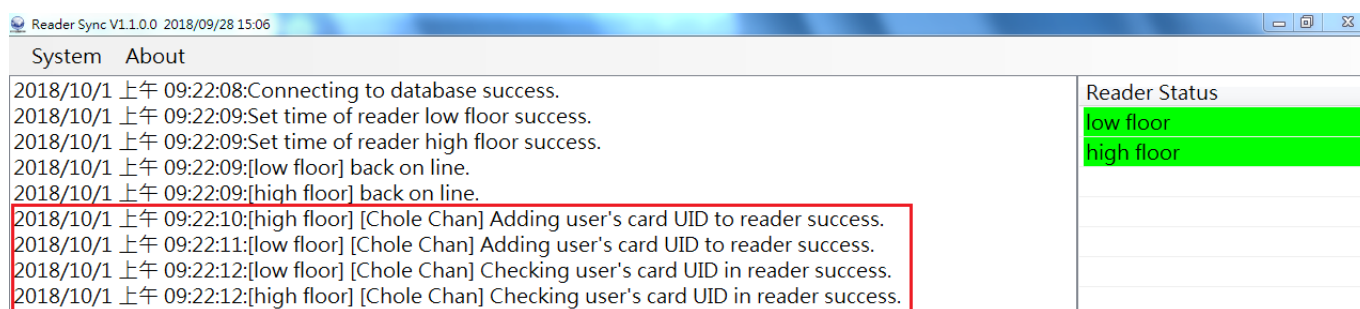 Reader Sync V1.1.0.0 2018/09/28 15:06
System About
2018/10/1 上午 09:22:08:Connecting to database success.
2018/10/1 上午 09:22:09:Set time of reader low floor success.
2018/10/1 上午 09:22:09:Set time of reader high floor success.
2018/10/1 上午 09:22:09:[low floor] back on line.
2018/10/1 上午 09:22:09:[high floor] back on line.
2018/10/1 上午 09:22:10:[high floor] [Chole Chan] Adding user's card UID to reader success.
2018/10/1 上午 09:22:11:[low floor] [Chole Chan] Adding user's card UID to reader success.
2018/10/1 上午 09:22:12:[low floor] [Chole Chan] Checking user's card UID in reader success.
2018/10/1 上午 09:22:12:[high floor] [Chole Chan] Checking user's card UID in reader success.
Reader Status
low floor
high floor